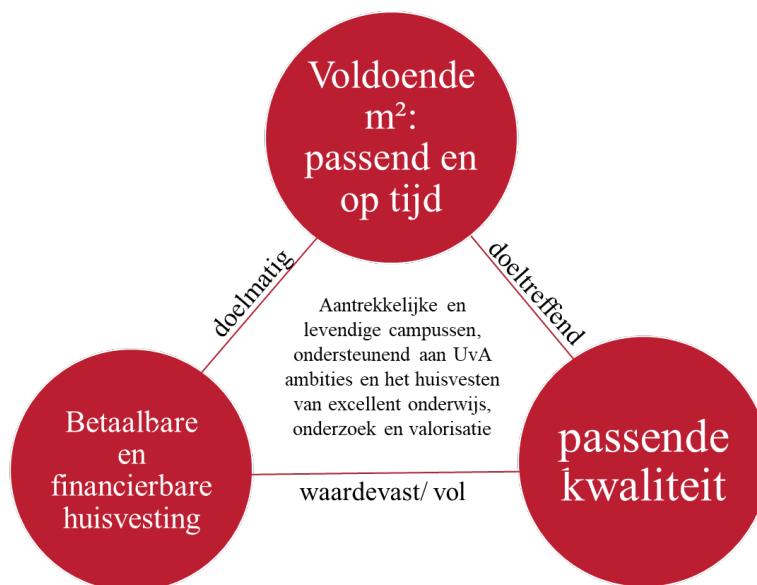 Voldoende
m²:
passend en
op tijd
doelmatig
doeltreffend
Aantrekkelijke en
levendige campussen,
ondersteunend aan UvA
ambities en het huisvesten
van excellent onderwijs,
onderzoek en valorisatie
Betaalbare
en
financierbare
huisvesting
passende
kwaliteit
waardevast/ vol